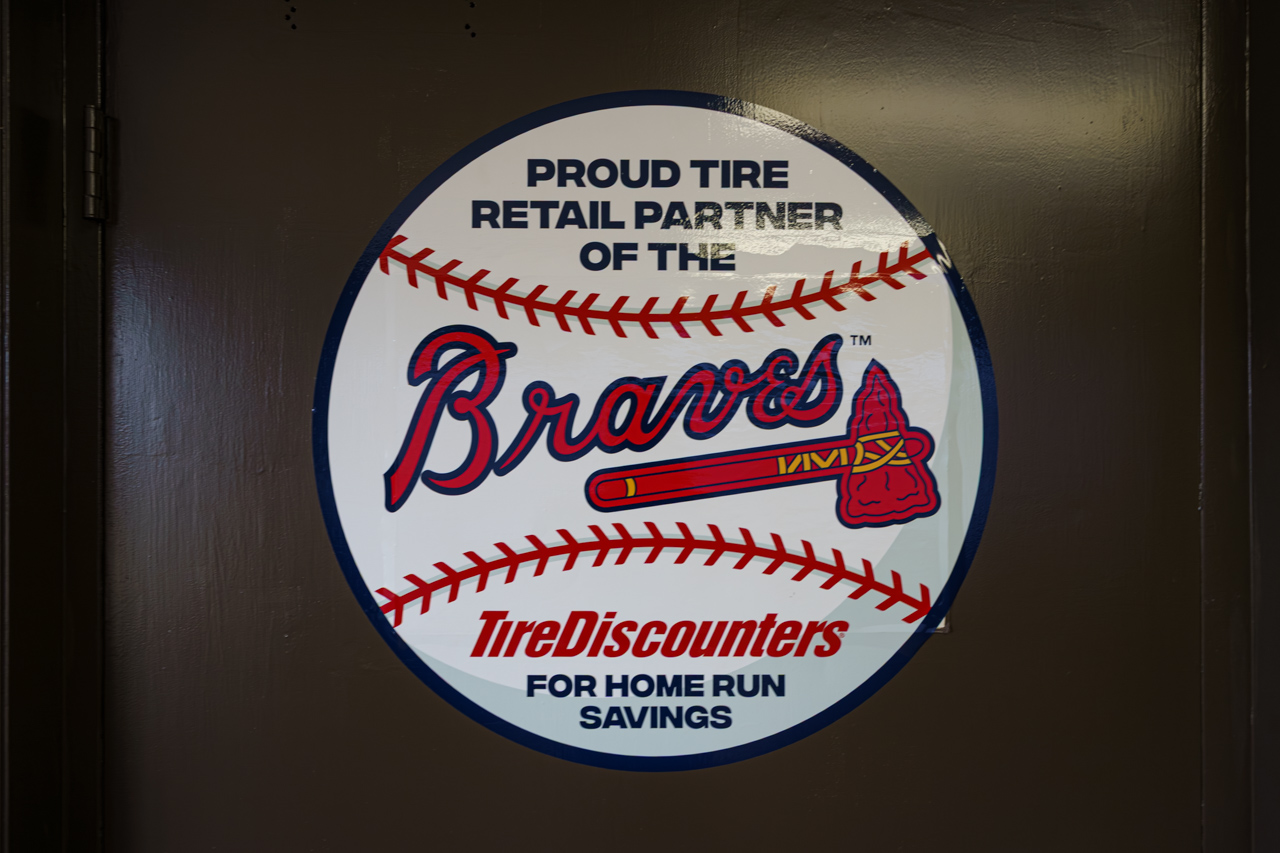 PROUD TIRE
RETAIL PARTNER
OF THE
Braves™
TireDiscounters
FOR HOME RUN
SAVINGS